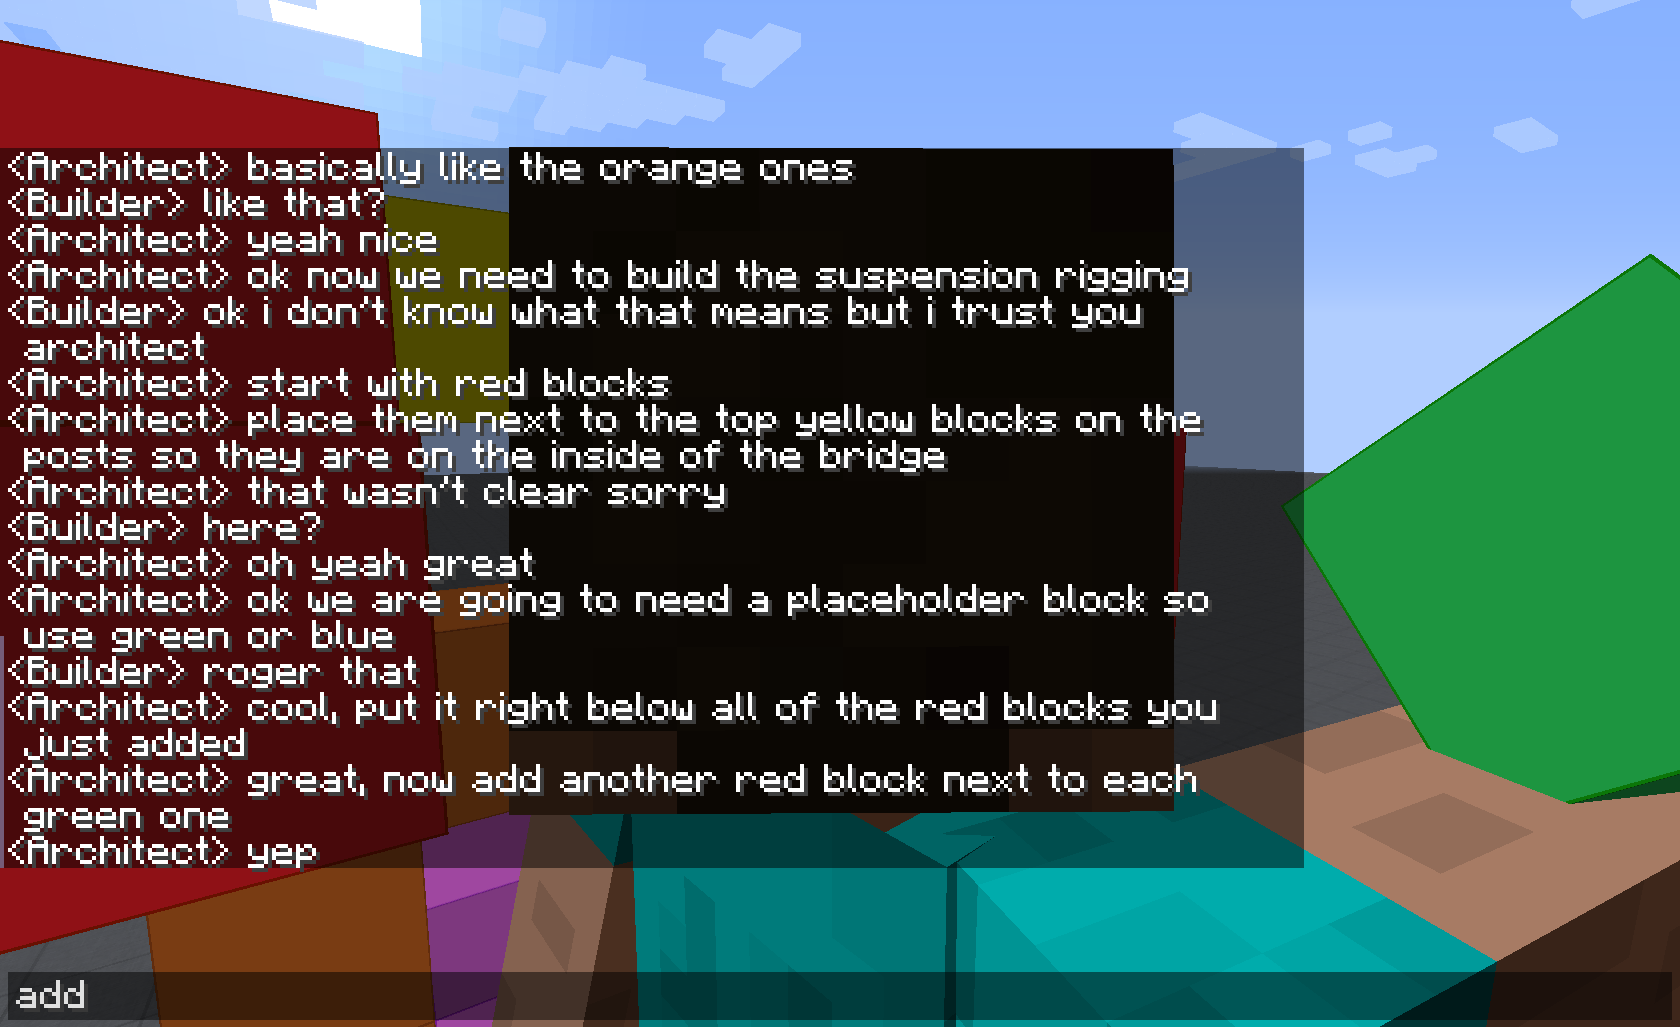 <Architect> basically like the orange ones
<Builder> like that?
<Architect> yeah nice
<Architect> ok now we need to build the suspension rigging
<Builder> ok i don't know what that means but i trust you
architect
<Architect> start with red blocks
<Architect> place them next to the top yellow blocks on the
posts so they are on the inside of the bridge
<Architect> that wasn't clear sorry
<Builder> here?
<Architect> oh yeah great
<Architect> ok we are going to need a placeholder block so
use green or blue
<Builder> roger that
<Architect> cool, put it right below all of the red blocks you
just added
<Architect> great, now add another red block next to each
green one
<Architect> yep
add